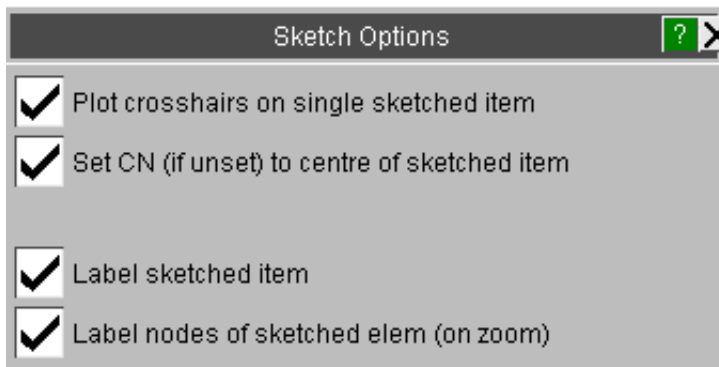 Sketch Options ?
Plot crosshairs on single sketched item
Set CN (if unset) to centre of sketched item
Label sketched item
Label nodes of sketched elem (on zoom)